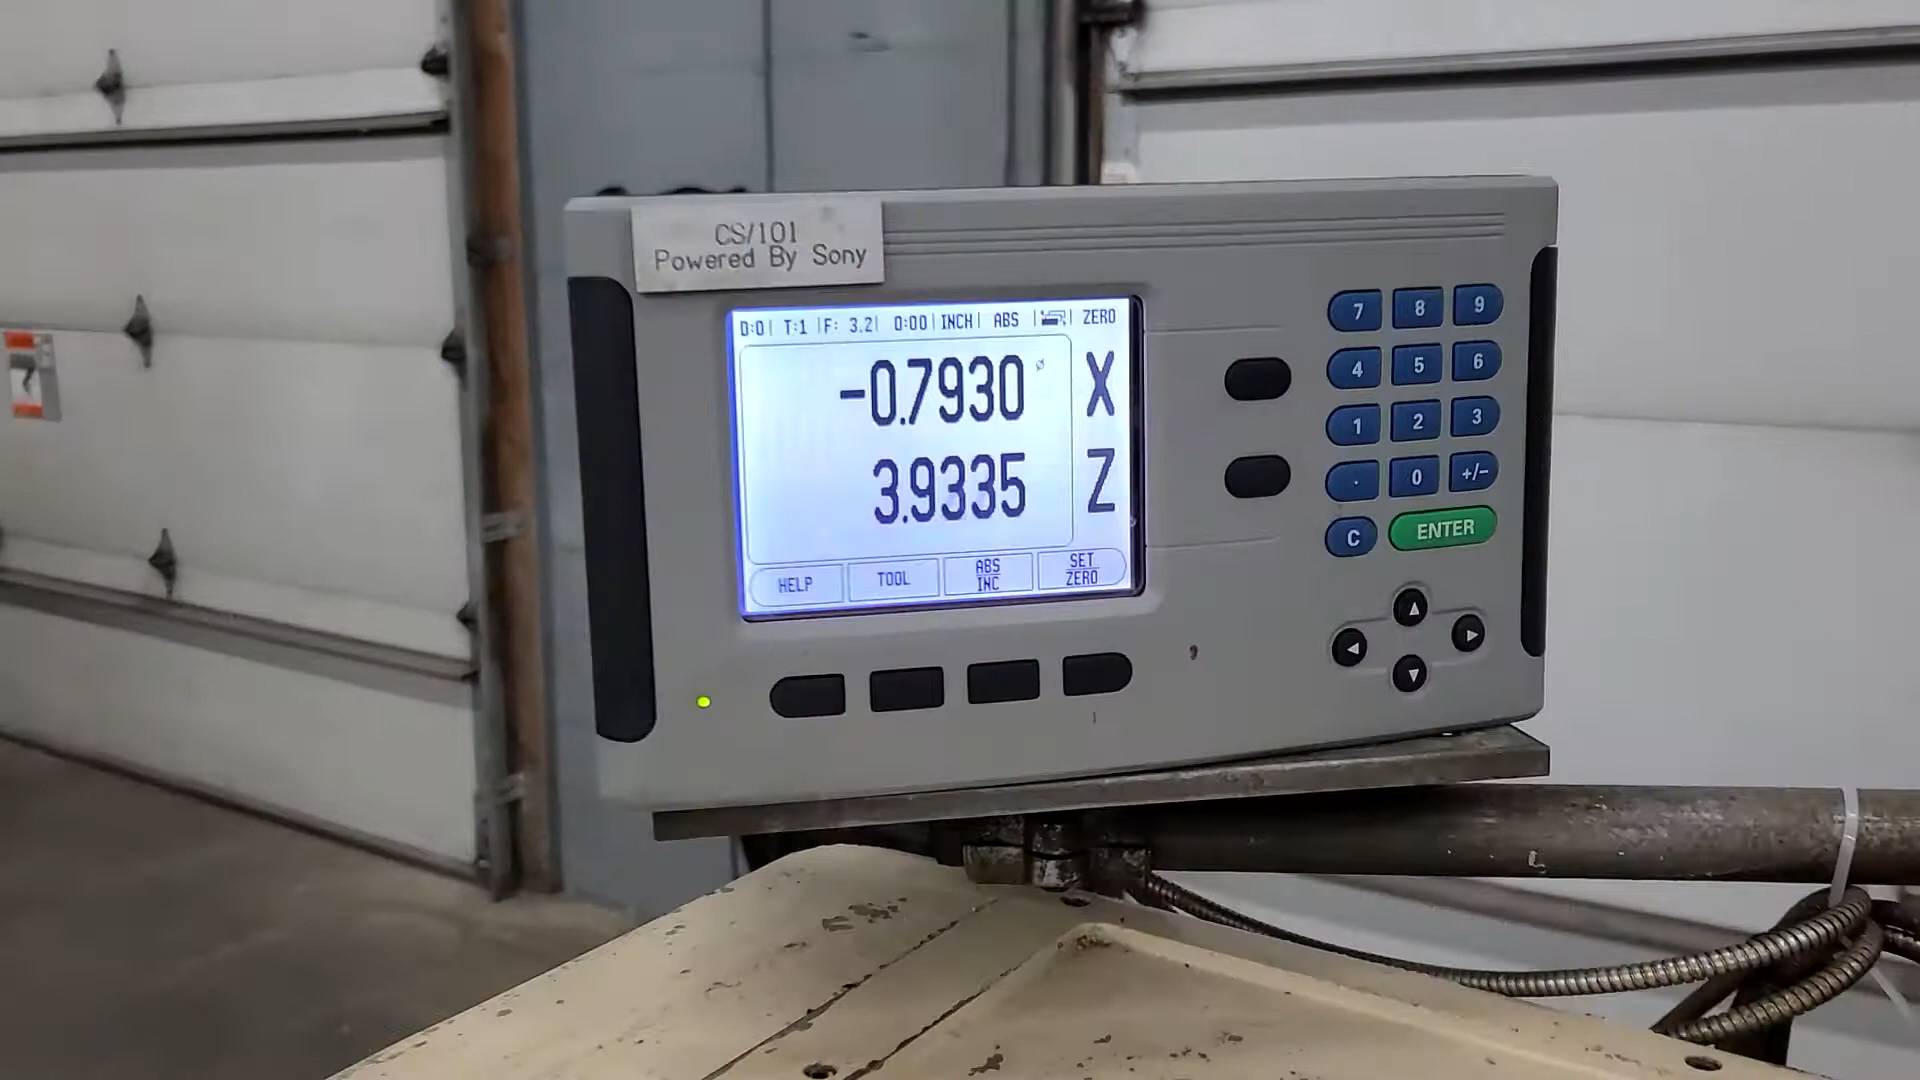 CS/101
Powered By Sony
D:0| T:1 |F: 3.2| 0:00| INCH| ABS | | ZERO
-0.7930 ⌀ X
3.9335 Z
HELP TOOL ABS INC SET ZERO
7 8 9
4 5 6
1 2 3
. 0 +/-
C ENTER